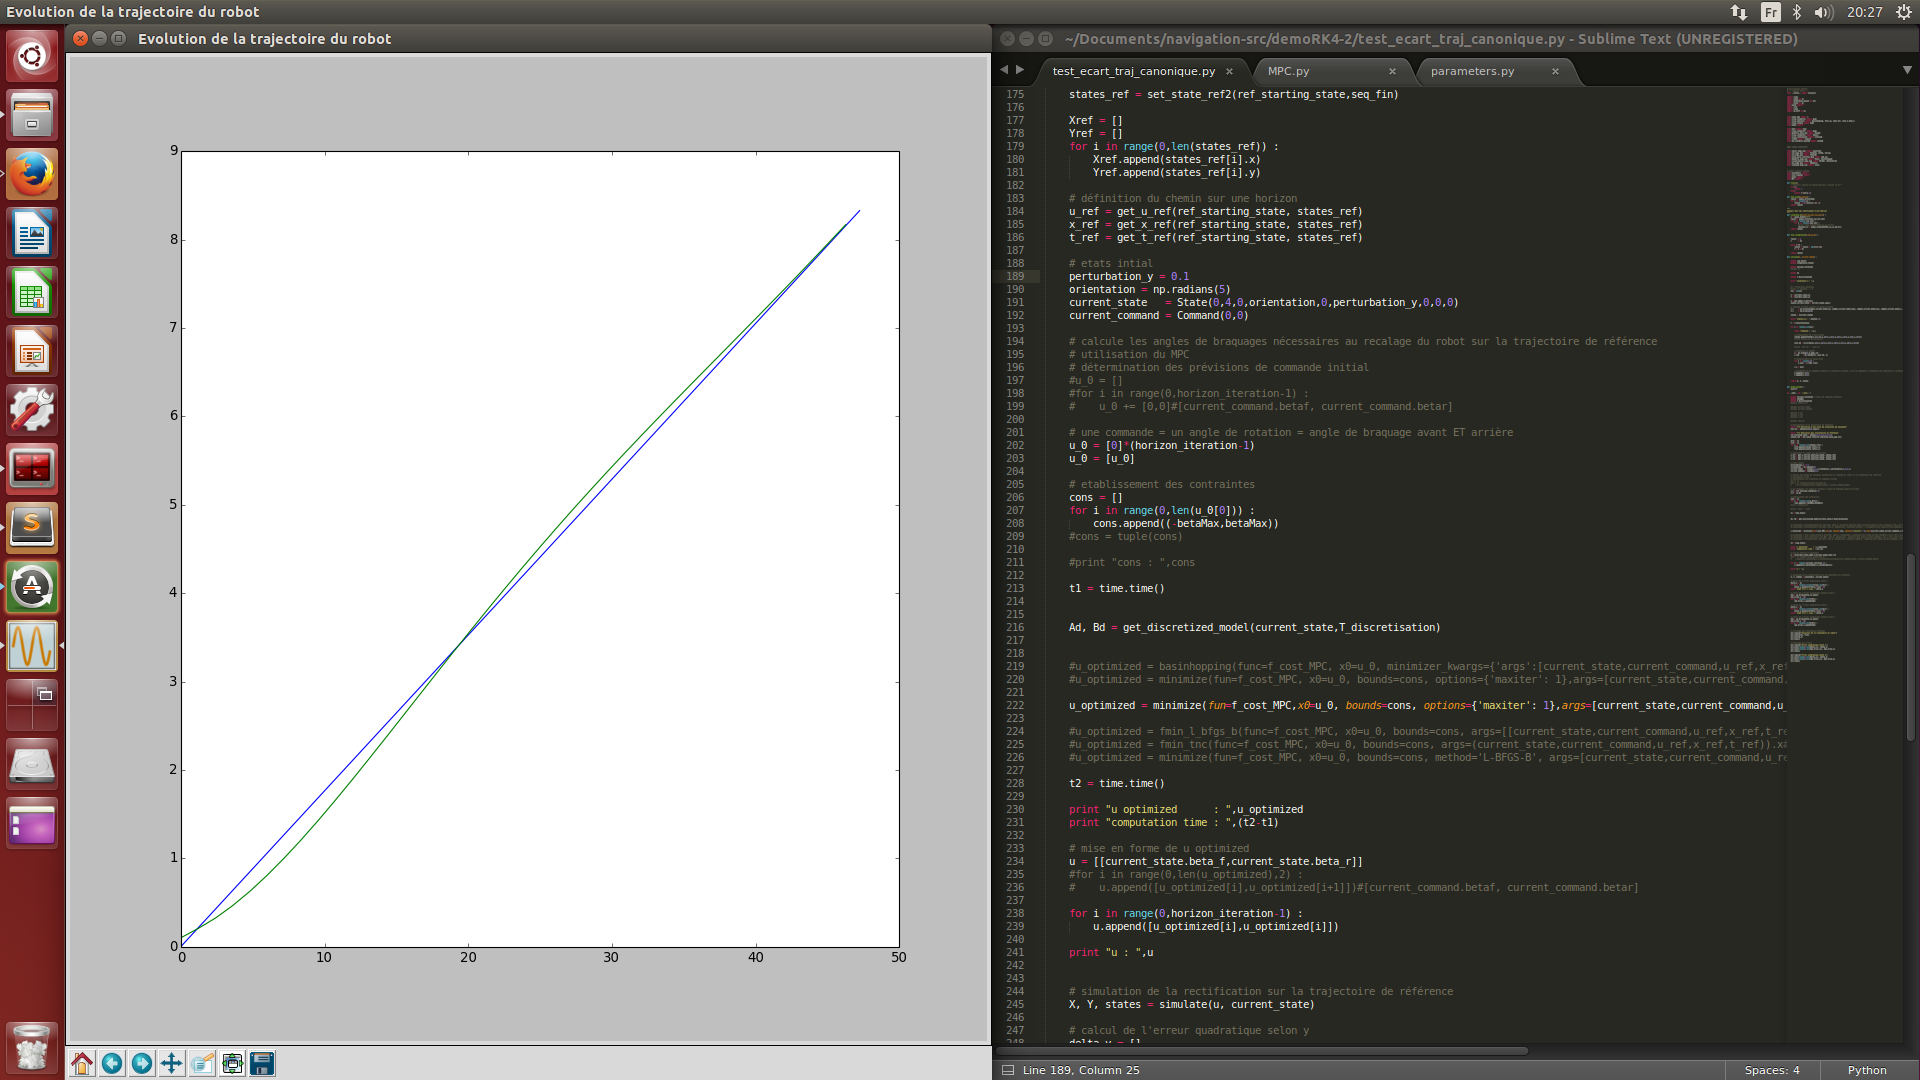 Evolution de la trajectoire du robot
Fr
20:27
Evolution de la trajectoire du robot
9
8
7
6
5
4
3
2
1
0
0 10 20 30 40 50
~/Documents/navigation-src/demoRK4-2/test_ecart_traj_canonique.py - Sublime Text (UNREGISTERED)
test_ecart_traj_canonique.py × MPC.py × parameters.py ×
175 states_ref = set_state_ref2(ref_starting_state,seq_fin)
176
177 Xref = []
178 Yref = []
179 for i in range(0,len(states_ref)) :
180 Xref.append(states_ref[i].x)
181 Yref.append(states_ref[i].y)
182
183 # définition du chemin sur une horizon
184 u_ref = get_u_ref(ref_starting_state, states_ref)
185 x_ref = get_x_ref(ref_starting_state, states_ref)
186 t_ref = get_t_ref(ref_starting_state, states_ref)
187
188 # etats intial
189 perturbation_y = 0.1
190 orientation = np.radians(5)
191 current_state   = State(0,4,0,orientation,0,perturbation_y,0,0,0)
192 current_command = Command(0,0)
193
194 # calcule les angles de braquages nécessaires au recalage du robot sur la trajectoire de référence
195 # utilisation du MPC
196 # détermination des prévisions de commande initial
197 #u_0 = []
198 #for i in range(0,horizon_iteration-1) :
199 #    u_0 += [0,0]#[current_command.betaf, current_command.betar]
200
201 # une commande = un angle de rotation = angle de braquage avant ET arrière
202 u_0 = [0]*(horizon_iteration-1)
203 u_0 = [u_0]
204
205 # etablissement des contraintes
206 cons = []
207 for i in range(0,len(u_0[0])) :
208 cons.append((-betaMax,betaMax))
209 #cons = tuple(cons)
210
211 #print "cons : ",cons
212
213 t1 = time.time()
214
215
216 Ad, Bd = get_discretized_model(current_state,T_discretisation)
217
218
219 #u_optimized = basinhopping(func=f_cost_MPC, x0=u_0, minimizer_kwargs={'args':[current_state,current_command,u_ref,x_ref
220 #u_optimized = minimize(fun=f_cost_MPC, x0=u_0, bounds=cons, options={'maxiter': 1},args=[current_state,current_command,
221
222 u_optimized = minimize(fun=f_cost_MPC,x0=u_0, bounds=cons, options={'maxiter': 1},args=[current_state,current_command,u_
223
224 #u_optimized = fmin_l_bfgs_b(func=f_cost_MPC, x0=u_0, bounds=cons, args=[[current_state,current_command,u_ref,x_ref,t_re
225 #u_optimized = fmin_tnc(func=f_cost_MPC, x0=u_0, bounds=cons, args=(current_state,current_command,u_ref,x_ref,t_ref)).x#
226 #u_optimized = minimize(fun=f_cost_MPC, x0=u_0, bounds=cons, method='L-BFGS-B', args=[current_state,current_command,u_re
227
228 t2 = time.time()
229
230 print "u optimized      : ",u_optimized
231 print "computation time : ",(t2-t1)
232
233 # mise en forme de u optimized
234 u = [[current_state.beta_f,current_state.beta_r]]
235 #for i in range(0,len(u_optimized),2) :
236 #    u.append([u_optimized[i],u_optimized[i+1]])#[current_command.betaf, current_command.betar]
237
238 for i in range(0,horizon_iteration-1) :
239 u.append([u_optimized[i],u_optimized[i]])
240
241 print "u : ",u
242
243
244 # simulation de la rectification sur la trajectoire de référence
245 X, Y, states = simulate(u, current_state)
246
247 # calcul de l'erreur quadratique selon y
248 delta_y = []
Line 189, Column 25
Spaces: 4
Python